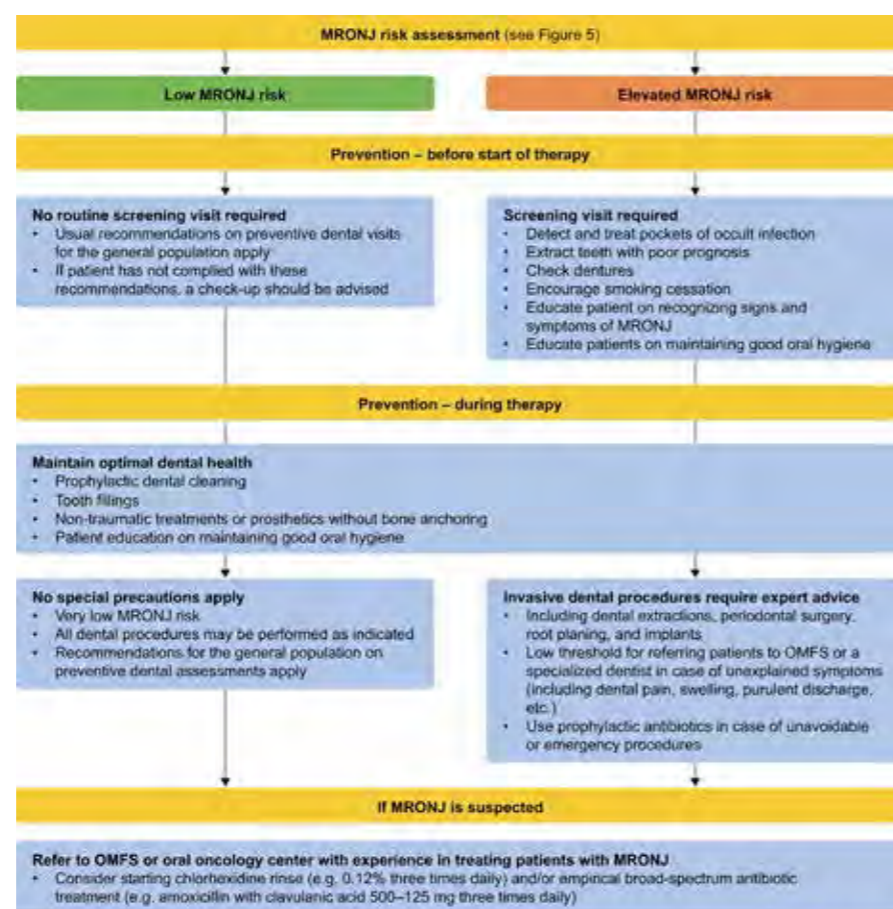 MRONJ risk assessment (see Figure 5)
Low MRONJ risk
Elevated MRONJ risk
Prevention – before start of therapy
No routine screening visit required
• Usual recommendations on preventive dental visits
for the general population apply
• If patient has not complied with these
recommendations, a check-up should be advised
Screening visit required
• Detect and treat pockets of occult infection
• Extract teeth with poor prognosis
• Check dentures
• Encourage smoking cessation
• Educate patient on recognizing signs and
symptoms of MRONJ
• Educate patients on maintaining good oral hygiene
Prevention – during therapy
Maintain optimal dental health
• Prophylactic dental cleaning
• Tooth fillings
• Non-traumatic treatments or prosthetics without bone anchoring
• Patient education on maintaining good oral hygiene
No special precautions apply
• Very low MRONJ risk
• All dental procedures may be performed as indicated
• Recommendations for the general population on
preventive dental assessments apply
Invasive dental procedures require expert advice
• Including dental extractions, periodontal surgery,
root planing, and implants
• Low threshold for referring patients to OMFS or a
specialized dentist in case of unexplained symptoms
(including dental pain, swelling, purulent discharge,
etc.)
• Use prophylactic antibiotics in case of unavoidable
or emergency procedures
If MRONJ is suspected
Refer to OMFS or oral oncology center with experience in treating patients with MRONJ
• Consider starting chlorhexidine rinse (e.g. 0.12% three times daily) and/or empirical broad-spectrum antibiotic
treatment (e.g. amoxicillin with clavulanic acid 500–125 mg three times daily)